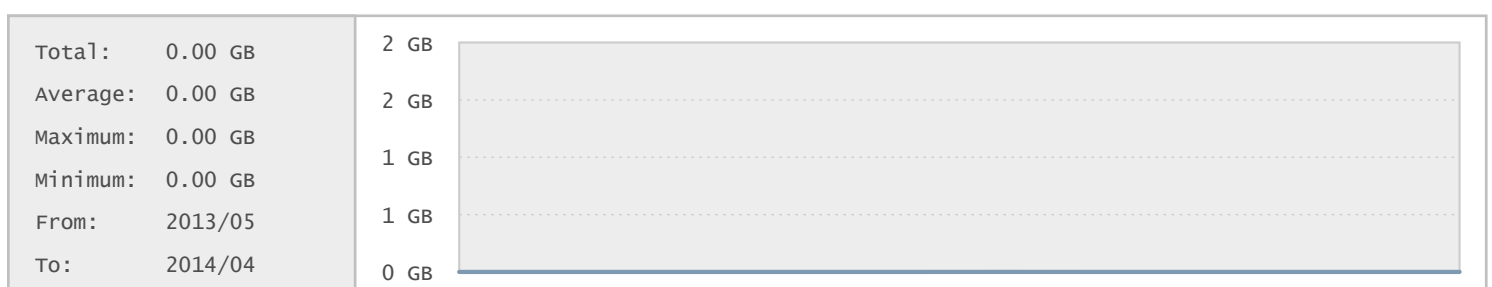 Total: 0.00 GB
Average: 0.00 GB
Maximum: 0.00 GB
Minimum: 0.00 GB
From: 2013/05
To: 2014/04
2 GB
2 GB
1 GB
1 GB
0 GB